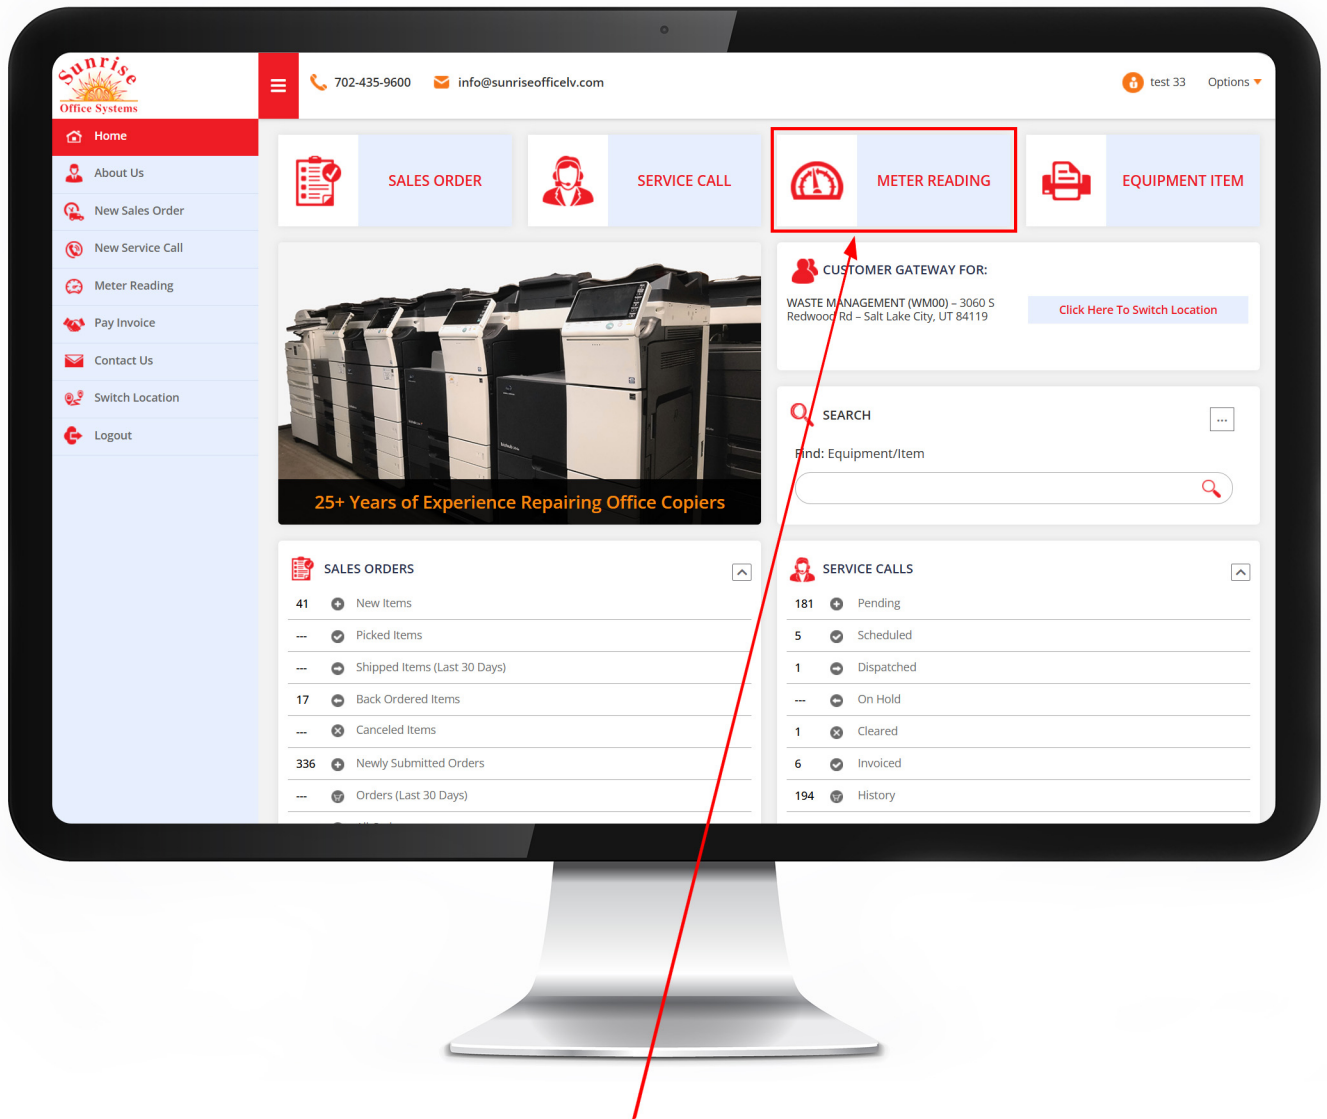 Sunrise
Office Systems
702-435-9600
info@sunriseofficelv.com
test 33
Options
Home
About Us
New Sales Order
New Service Call
Meter Reading
Pay Invoice
Contact Us
Switch Location
Logout
SALES ORDER
SERVICE CALL
METER READING
EQUIPMENT ITEM
25+ Years of Experience Repairing Office Copiers
CUSTOMER GATEWAY FOR:
WASTE MANAGEMENT (WM00) – 3060 S
Redwood Rd – Salt Lake City, UT 84119
Click Here To Switch Location
SEARCH
...
Find: Equipment/Item
SALES ORDERS
41 New Items
--- Picked Items
--- Shipped Items (Last 30 Days)
17 Back Ordered Items
--- Canceled Items
336 Newly Submitted Orders
--- Orders (Last 30 Days)
SERVICE CALLS
181 Pending
5 Scheduled
1 Dispatched
--- On Hold
1 Cleared
6 Invoiced
194 History